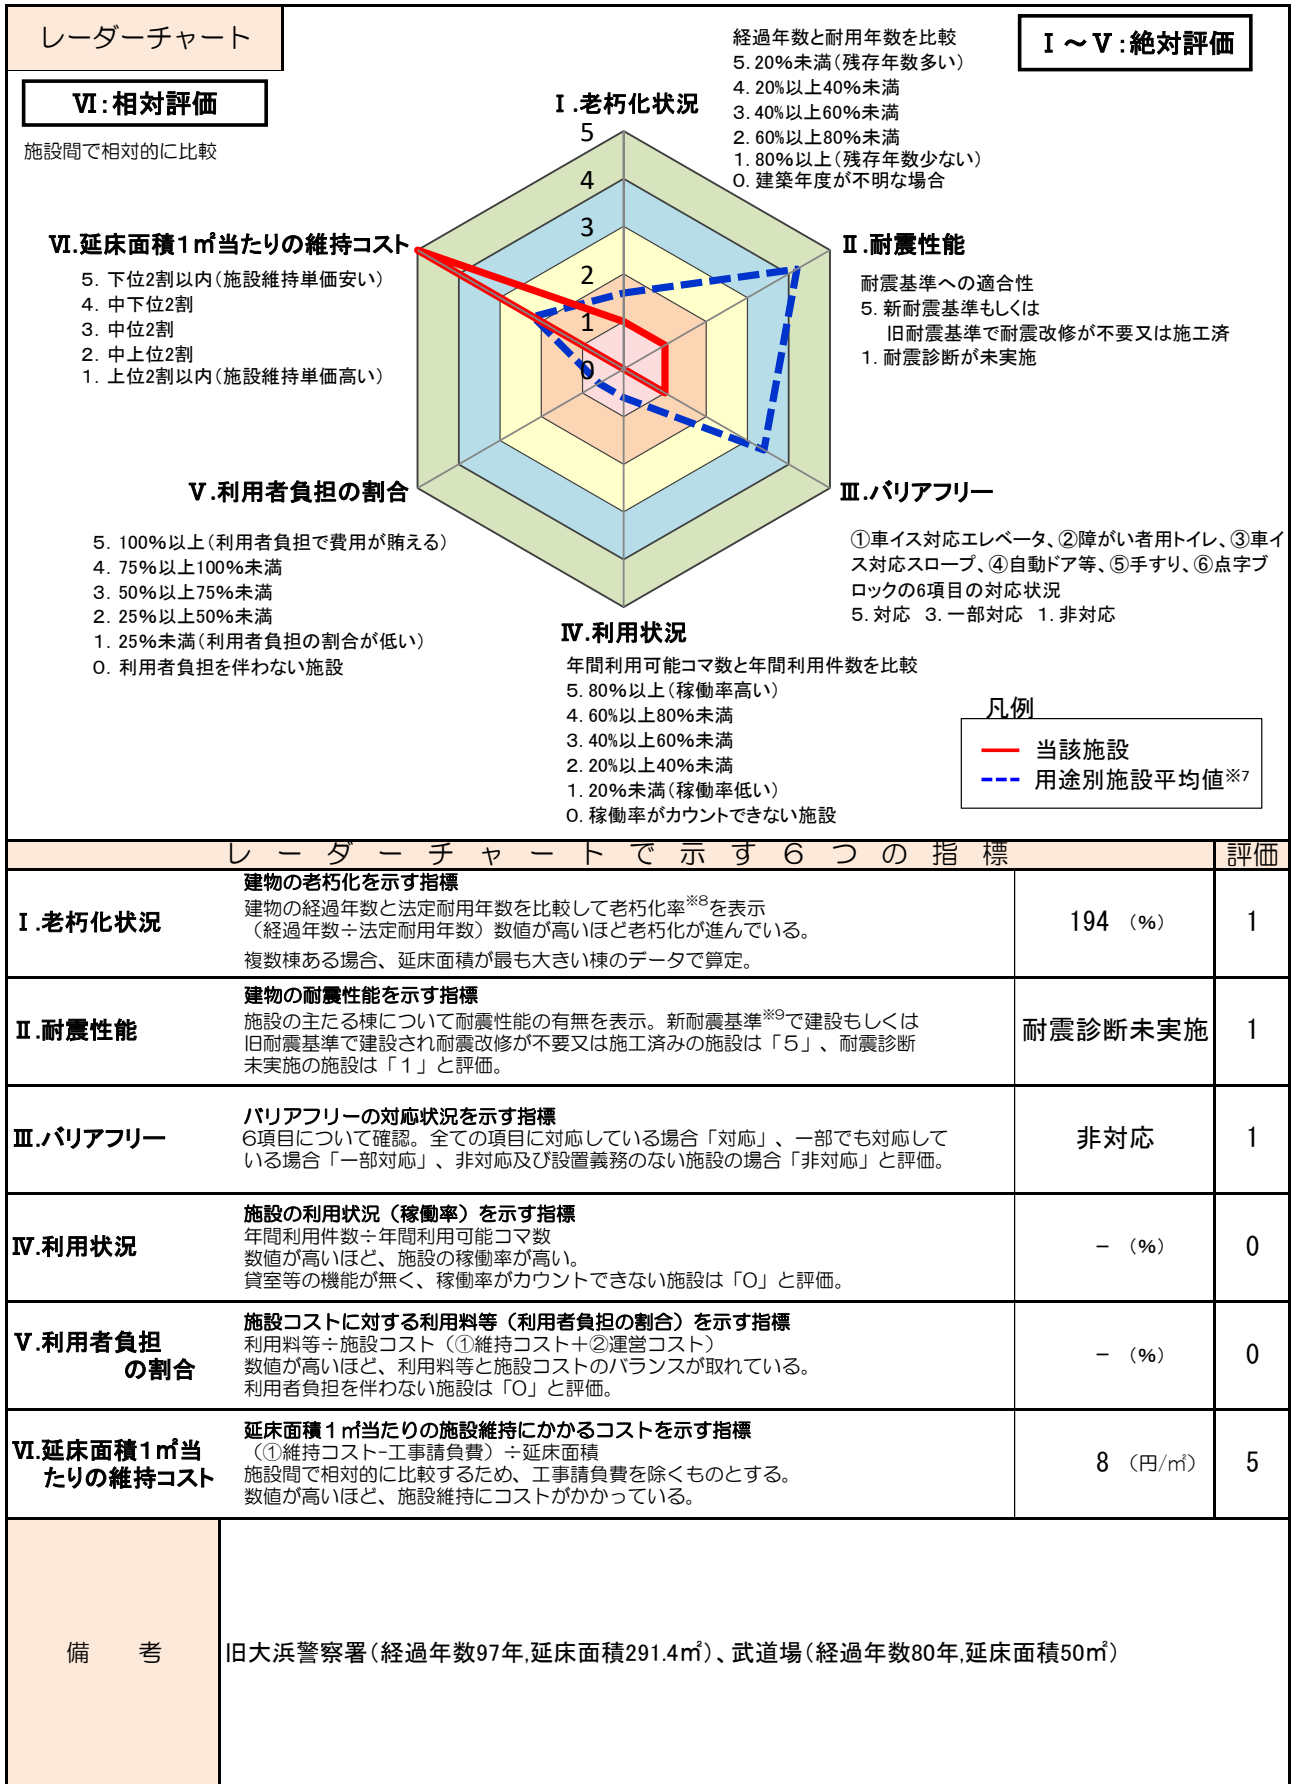 レーダーチャート
Ⅰ～Ⅴ：絶対評価
Ⅵ：相対評価
施設間で相対的に比較
経過年数と耐用年数を比較
5. 20%未満（残存年数多い）
4. 20%以上40%未満
3. 40%以上60%未満
2. 60%以上80%未満
1. 80%以上（残存年数少ない）
0. 建築年度が不明な場合
Ⅰ.老朽化状況
5
4
3
2
1
0
Ⅵ.延床面積1㎡当たりの維持コスト
5. 下位2割以内（施設維持単価安い）
4. 中下位2割
3. 中位2割
2. 中上位2割
1. 上位2割以内（施設維持単価高い）
Ⅱ.耐震性能
耐震基準への適合性
5. 新耐震基準もしくは
旧耐震基準で耐震改修が不要又は施工済
1. 耐震診断が未実施
Ⅴ.利用者負担の割合
5. 100%以上（利用者負担で費用が賄える）
4. 75%以上100%未満
3. 50%以上75%未満
2. 25%以上50%未満
1. 25%未満（利用者負担の割合が低い）
0. 利用者負担を伴わない施設
Ⅲ.バリアフリー
①車イス対応エレベータ、②障がい者用トイレ、③車イ
ス対応スロープ、④自動ドア等、⑤手すり、⑥点字ブ
ロックの6項目の対応状況
5. 対応 3. 一部対応 1. 非対応
Ⅳ.利用状況
年間利用可能コマ数と年間利用件数を比較
5. 80%以上（稼働率高い）
4. 60%以上80%未満
3. 40%以上60%未満
2. 20%以上40%未満
1. 20%未満（稼働率低い）
0. 稼働率がカウントできない施設
凡例
当該施設
用途別施設平均値※7
レーダーチャートで示す6つの指標 評価
Ⅰ.老朽化状況
建物の老朽化を示す指標
建物の経過年数と法定耐用年数を比較して老朽化率※8を表示
（経過年数÷法定耐用年数）数値が高いほど老朽化が進んでいる。
複数棟ある場合、延床面積が最も大きい棟のデータで算定。
194 （%） 1
Ⅱ.耐震性能
建物の耐震性能を示す指標
施設の主たる棟について耐震性能の有無を表示。新耐震基準※9で建設もしくは
旧耐震基準で建設され耐震改修が不要又は施工済みの施設は「5」、耐震診断
未実施の施設は「1」と評価。
耐震診断未実施 1
Ⅲ.バリアフリー
バリアフリーの対応状況を示す指標
6項目について確認。全ての項目に対応している場合「対応」、一部でも対応して
いる場合「一部対応」、非対応及び設置義務のない施設の場合「非対応」と評価。
非対応 1
Ⅳ.利用状況
施設の利用状況（稼働率）を示す指標
年間利用件数÷年間利用可能コマ数
数値が高いほど、施設の稼働率が高い。
貸室等の機能が無く、稼働率がカウントできない施設は「0」と評価。
－ （%） 0
Ⅴ.利用者負担
の割合
施設コストに対する利用料等（利用者負担の割合）を示す指標
利用料等÷施設コスト（①維持コスト＋②運営コスト）
数値が高いほど、利用料等と施設コストのバランスが取れている。
利用者負担を伴わない施設は「0」と評価。
－ （%） 0
Ⅵ.延床面積1㎡当
たりの維持コスト
延床面積1㎡当たりの施設維持にかかるコストを示す指標
（①維持コスト-工事請負費）÷延床面積
施設間で相対的に比較するため、工事請負費を除くものとする。
数値が高いほど、施設維持にコストがかかっている。
8 （円/㎡） 5
備考
旧大浜警察署（経過年数97年,延床面積291.4㎡）、武道場（経過年数80年,延床面積50㎡）